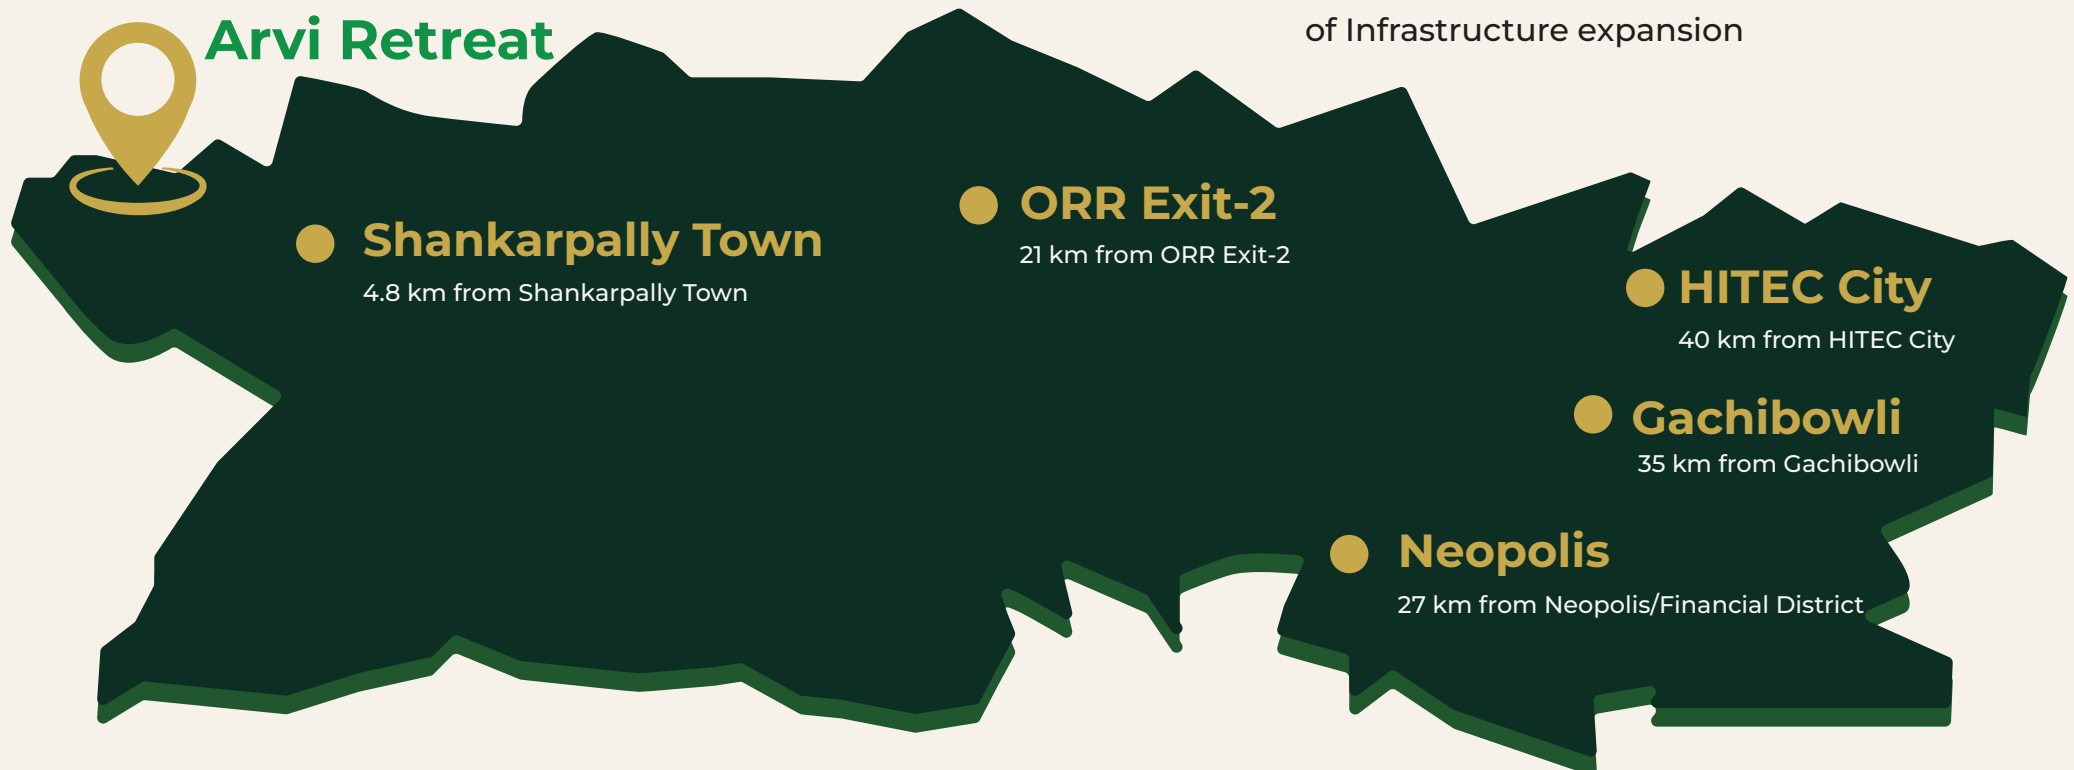 Arvi Retreat
of Infrastructure expansion
Shankarpally Town
4.8 km from Shankarpally Town
ORR Exit-2
21 km from ORR Exit-2
HITEC City
40 km from HITEC City
Gachibowli
35 km from Gachibowli
Neopolis
27 km from Neopolis/Financial District